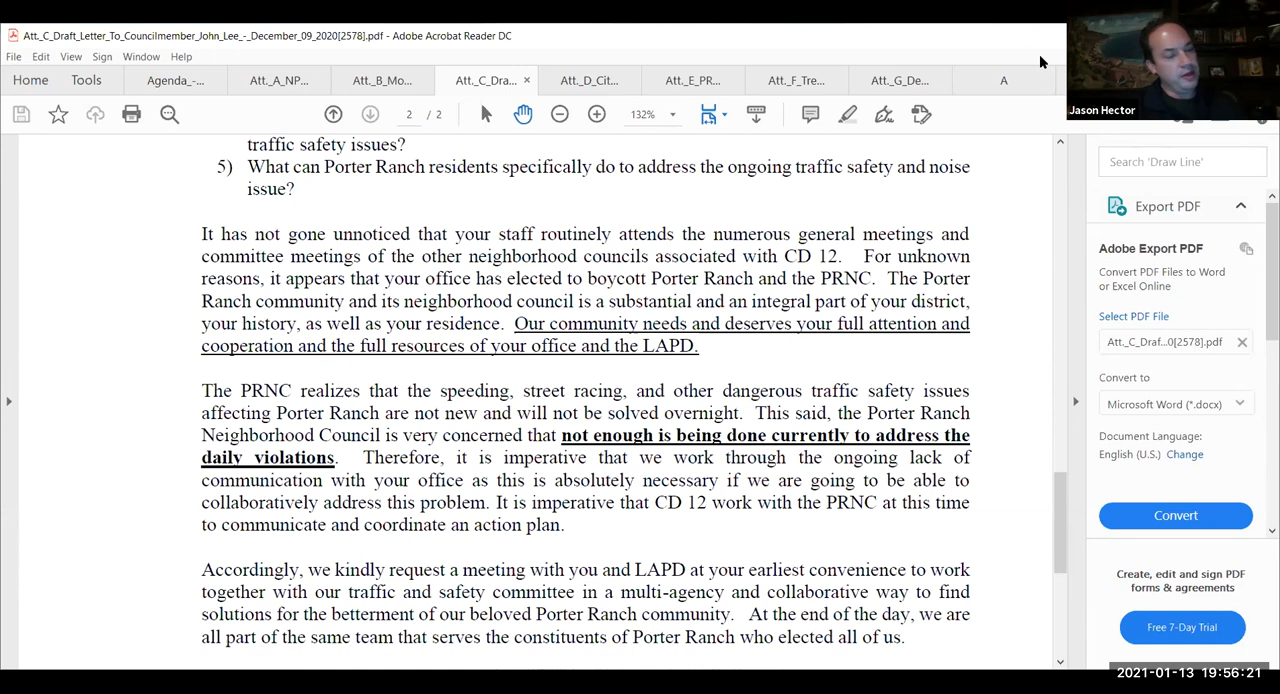 Att._C_Draft_Letter_To_Councilmember_John_Lee_-_December_09_2020[2578].pdf - Adobe Acrobat Reader DC
File Edit View Sign Window Help
Home Tools Agenda_-... Att._A_NP... Att._B_Mo... Att._C_Dra... × Att._D_Cit... Att._E_PR... Att._F_Tre... Att._G_De... A
Jason Hector
2 / 2 132%
traffic safety issues?
5) What can Porter Ranch residents specifically do to address the ongoing traffic safety and noise
issue?
It has not gone unnoticed that your staff routinely attends the numerous general meetings and
committee meetings of the other neighborhood councils associated with CD 12. For unknown
reasons, it appears that your office has elected to boycott Porter Ranch and the PRNC. The Porter
Ranch community and its neighborhood council is a substantial and an integral part of your district,
your history, as well as your residence. Our community needs and deserves your full attention and
cooperation and the full resources of your office and the LAPD.
The PRNC realizes that the speeding, street racing, and other dangerous traffic safety issues
affecting Porter Ranch are not new and will not be solved overnight. This said, the Porter Ranch
Neighborhood Council is very concerned that not enough is being done currently to address the
daily violations. Therefore, it is imperative that we work through the ongoing lack of
communication with your office as this is absolutely necessary if we are going to be able to
collaboratively address this problem. It is imperative that CD 12 work with the PRNC at this time
to communicate and coordinate an action plan.
Accordingly, we kindly request a meeting with you and LAPD at your earliest convenience to work
together with our traffic and safety committee in a multi-agency and collaborative way to find
solutions for the betterment of our beloved Porter Ranch community. At the end of the day, we are
all part of the same team that serves the constituents of Porter Ranch who elected all of us.
Search 'Draw Line'
Export PDF
Adobe Export PDF
Convert PDF Files to Word
or Excel Online
Select PDF File
Att._C_Draf...0[2578].pdf
Convert to
Microsoft Word (*.docx)
Document Language:
English (U.S.) Change
Convert
Create, edit and sign PDF
forms & agreements
Free 7-Day Trial
2021-01-13 19:56:21